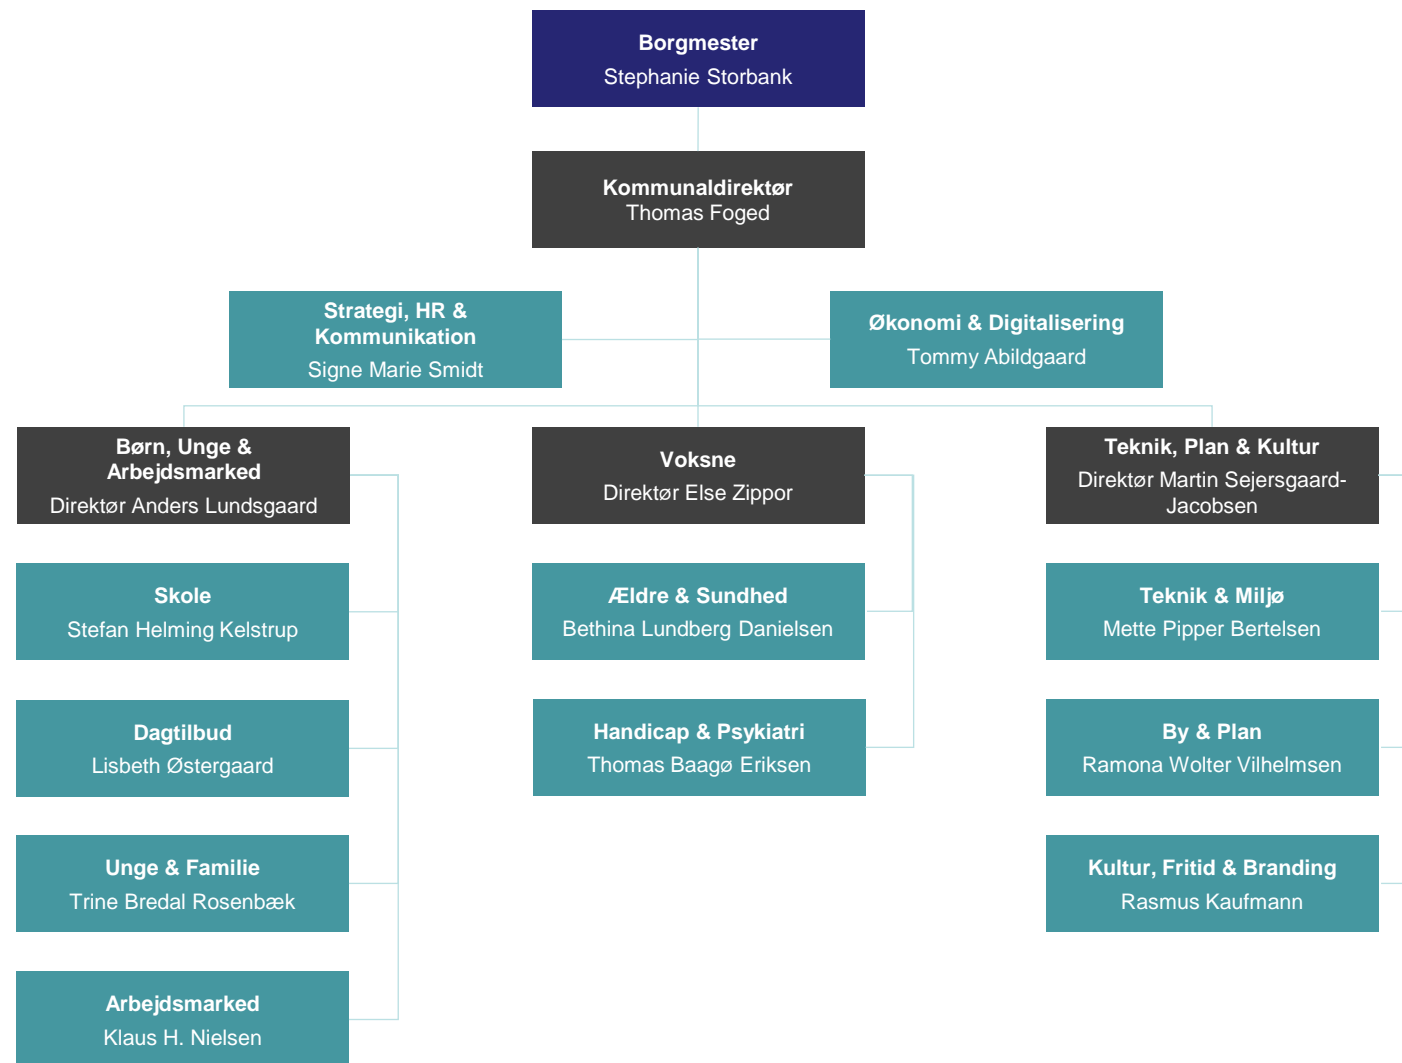 Borgmester
Stephanie Storbank
Kommunaldirektør
Thomas Foged
Strategi, HR &
Kommunikation
Signe Marie Smidt
Økonomi & Digitalisering
Tommy Abildgaard
Børn, Unge &
Arbejdsmarked
Direktør Anders Lundsgaard
Skole
Stefan Helming Kelstrup
Dagtilbud
Lisbeth Østergaard
Unge & Familie
Trine Bredal Rosenbæk
Arbejdsmarked
Klaus H. Nielsen
Voksne
Direktør Else Zippor
Ældre & Sundhed
Bethina Lundberg Danielsen
Handicap & Psykiatri
Thomas Baagø Eriksen
Teknik, Plan & Kultur
Direktør Martin Sejersgaard-
Jacobsen
Teknik & Miljø
Mette Pipper Bertelsen
By & Plan
Ramona Wolter Vilhelmsen
Kultur, Fritid & Branding
Rasmus Kaufmann